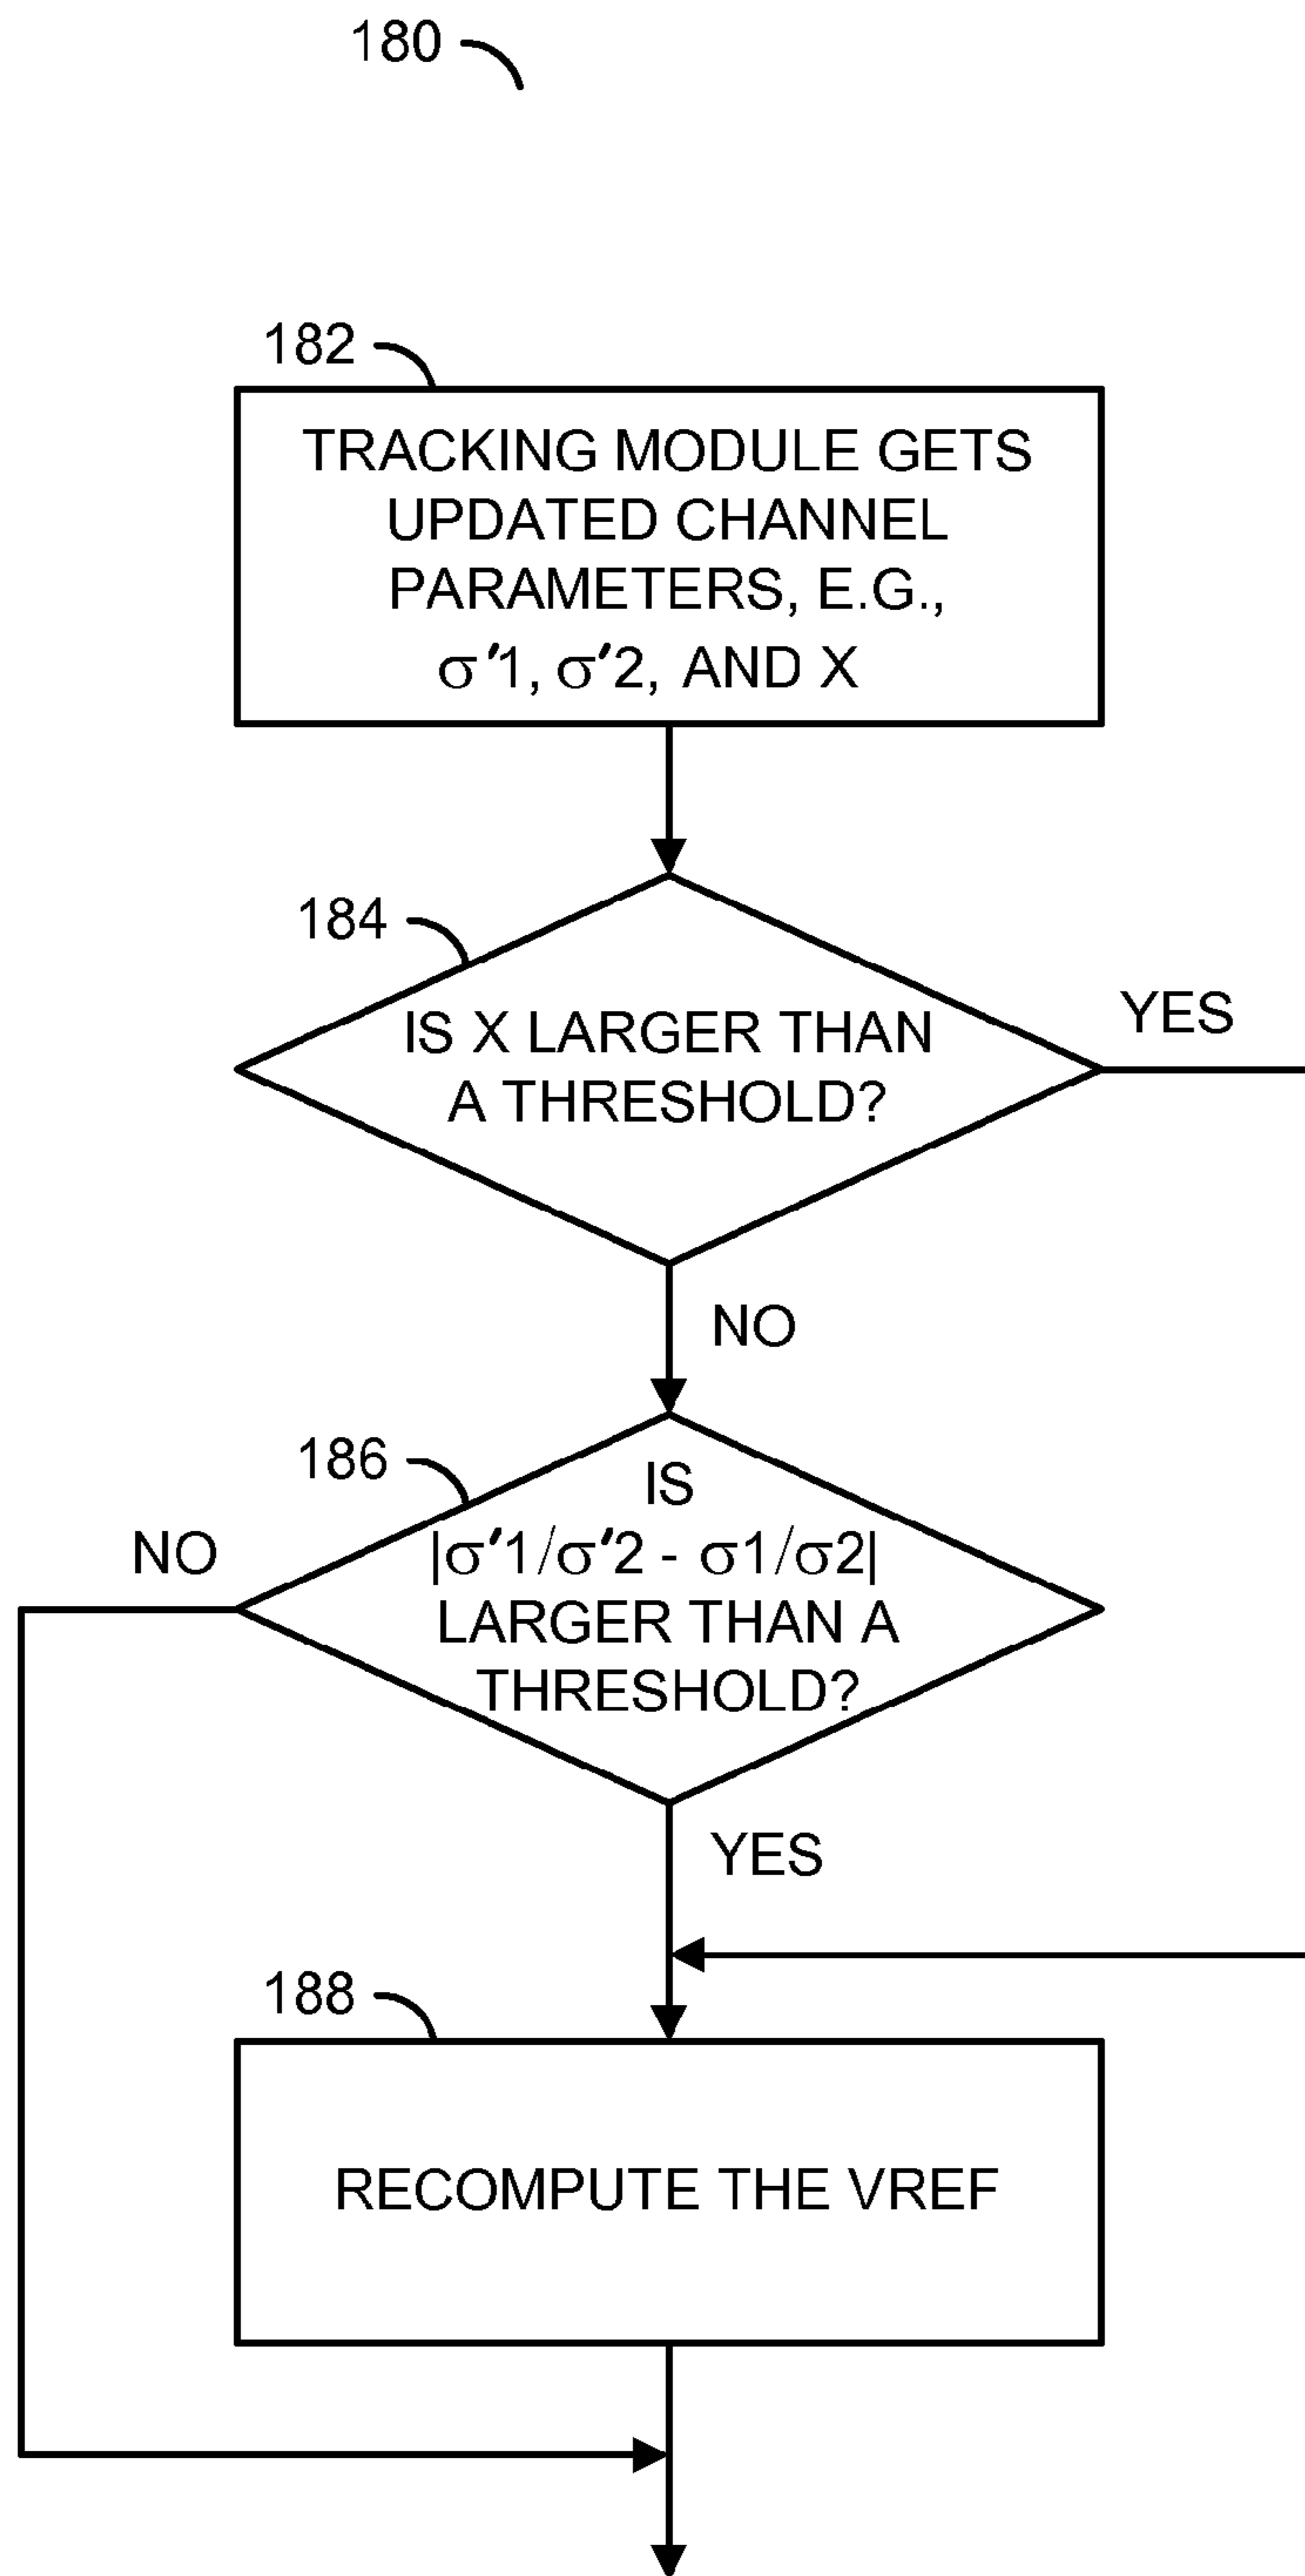 180
182
TRACKING MODULE GETS
UPDATED CHANNEL
PARAMETERS, E.G.,
σ′1, σ′2, AND X
184
IS X LARGER THAN
A THRESHOLD?
YES
NO
186
IS
|σ′1/σ′2 - σ1/σ2|
LARGER THAN A
THRESHOLD?
NO
YES
188
RECOMPUTE THE VREF